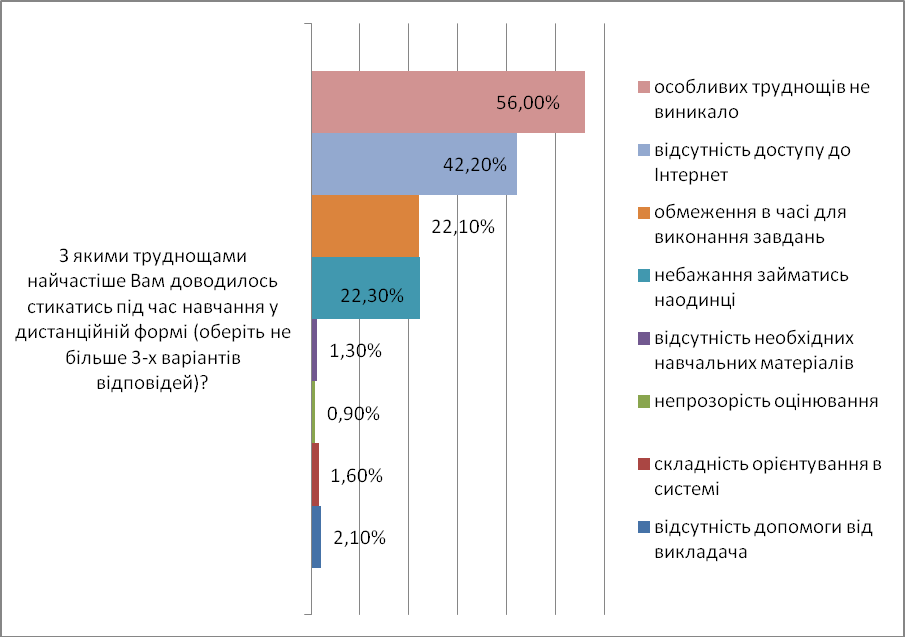 З якими труднощами
найчастіше Вам доводилось
стикатись під час навчання у
дистанційній формі (оберіть не
більше 3-х варіантів
відповідей)?
56,00%
42,20%
22,10%
22,30%
1,30%
0,90%
1,60%
2,10%
особливих труднощів не
виникало
відсутність доступу до
Інтернет
обмеження в часі для
виконання завдань
небажання займатись
наодинці
відсутність необхідних
навчальних матеріалів
непрозорість оцінювання
складність орієнтування в
системі
відсутність допомоги від
викладача